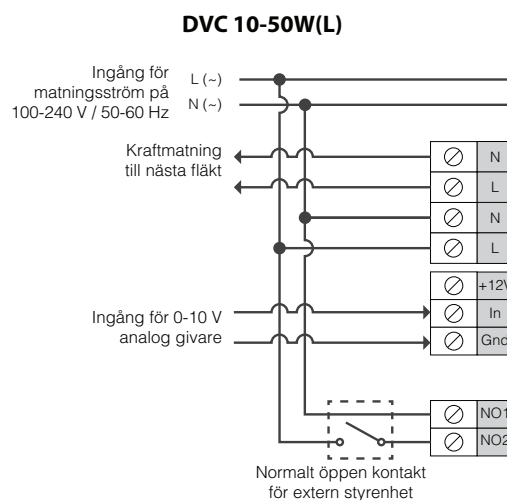 DVC 10-50W(L)
Ingång för
matningsström på
100-240 V / 50-60 Hz
L (~)
N (~)
Kraftmatning
till nästa fläkt
N
L
N
L
+12V
In
Gnd
Ingång för 0-10 V
analog givare
NO1
NO2
Normalt öppen kontakt
för extern styrenhet